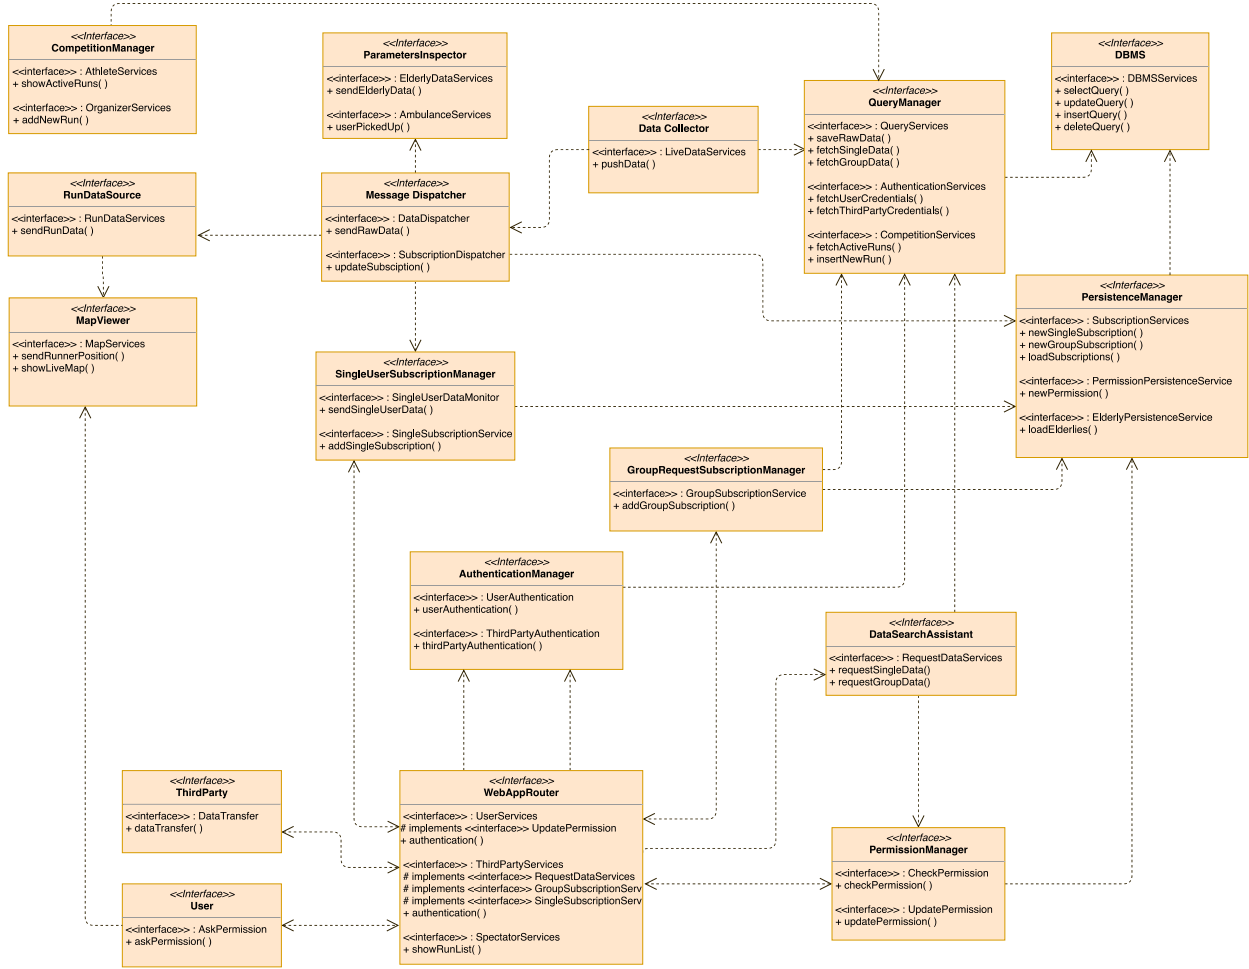 <<Interface>>
CompetitionManager
<<interface>> : AthleteServices
+ showActiveRuns( )
<<interface>> : OrganizerServices
+ addNewRun( )
<<Interface>>
ParametersInspector
<<interface>> : ElderlyDataServices
+ sendElderlyData( )
<<interface>> : AmbulanceServices
+ userPickedUp( )
<<Interface>>
Data Collector
<<interface>> : LiveDataServices
+ pushData( )
<<Interface>>
QueryManager
<<interface>> : QueryServices
+ saveRawData( )
+ fetchSingleData( )
+ fetchGroupData( )
<<interface>> : AuthenticationServices
+ fetchUserCredentials( )
+ fetchThirdPartyCredentials( )
<<interface>> : CompetitionServices
+ fetchActiveRuns( )
+ insertNewRun( )
<<Interface>>
DBMS
<<interface>> : DBMSServices
+ selectQuery( )
+ updateQuery( )
+ insertQuery( )
+ deleteQuery( )
<<Interface>>
RunDataSource
<<interface>> : RunDataServices
+ sendRunData( )
<<Interface>>
Message Dispatcher
<<interface>> : DataDispatcher
+ sendRawData( )
<<interface>> : SubscriptionDispatcher
+ updateSubsciption( )
<<Interface>>
MapViewer
<<interface>> : MapServices
+ sendRunnerPosition( )
+ showLiveMap( )
<<Interface>>
SingleUserSubscriptionManager
<<interface>> : SingleUserDataMonitor
+ sendSingleUserData( )
<<interface>> : SingleSubscriptionService
+ addSingleSubscription( )
<<Interface>>
PersistenceManager
<<interface>> : SubscriptionServices
+ newSingleSubscription( )
+ newGroupSubscription( )
+ loadSubscriptions( )
<<interface>> : PermissionPersistenceService
+ newPermission( )
<<interface>> : ElderlyPersistenceService
+ loadElderlies( )
<<Interface>>
GroupRequestSubscriptionManager
<<interface>> : GroupSubscriptionService
+ addGroupSubscription( )
<<Interface>>
AuthenticationManager
<<interface>> : UserAuthentication
+ userAuthentication( )
<<interface>> : ThirdPartyAuthentication
+ thirdPartyAuthentication( )
<<Interface>>
DataSearchAssistant
<<interface>> : RequestDataServices
+ requestSingleData()
+ requestGroupData()
<<Interface>>
ThirdParty
<<interface>> : DataTransfer
+ dataTransfer( )
<<Interface>>
WebAppRouter
<<interface>> : UserServices
# implements <<interface>> UpdatePermission
+ authentication( )
<<interface>> : ThirdPartyServices
# implements <<interface>> RequestDataServices
# implements <<interface>> GroupSubscriptionServ
# implements <<interface>> SingleSubscriptionServ
+ authentication( )
<<interface>> : SpectatorServices
+ showRunList( )
<<Interface>>
PermissionManager
<<interface>> : CheckPermission
+ checkPermission( )
<<interface>> : UpdatePermission
+ updatePermission( )
<<Interface>>
User
<<interface>> : AskPermission
+ askPermission( )